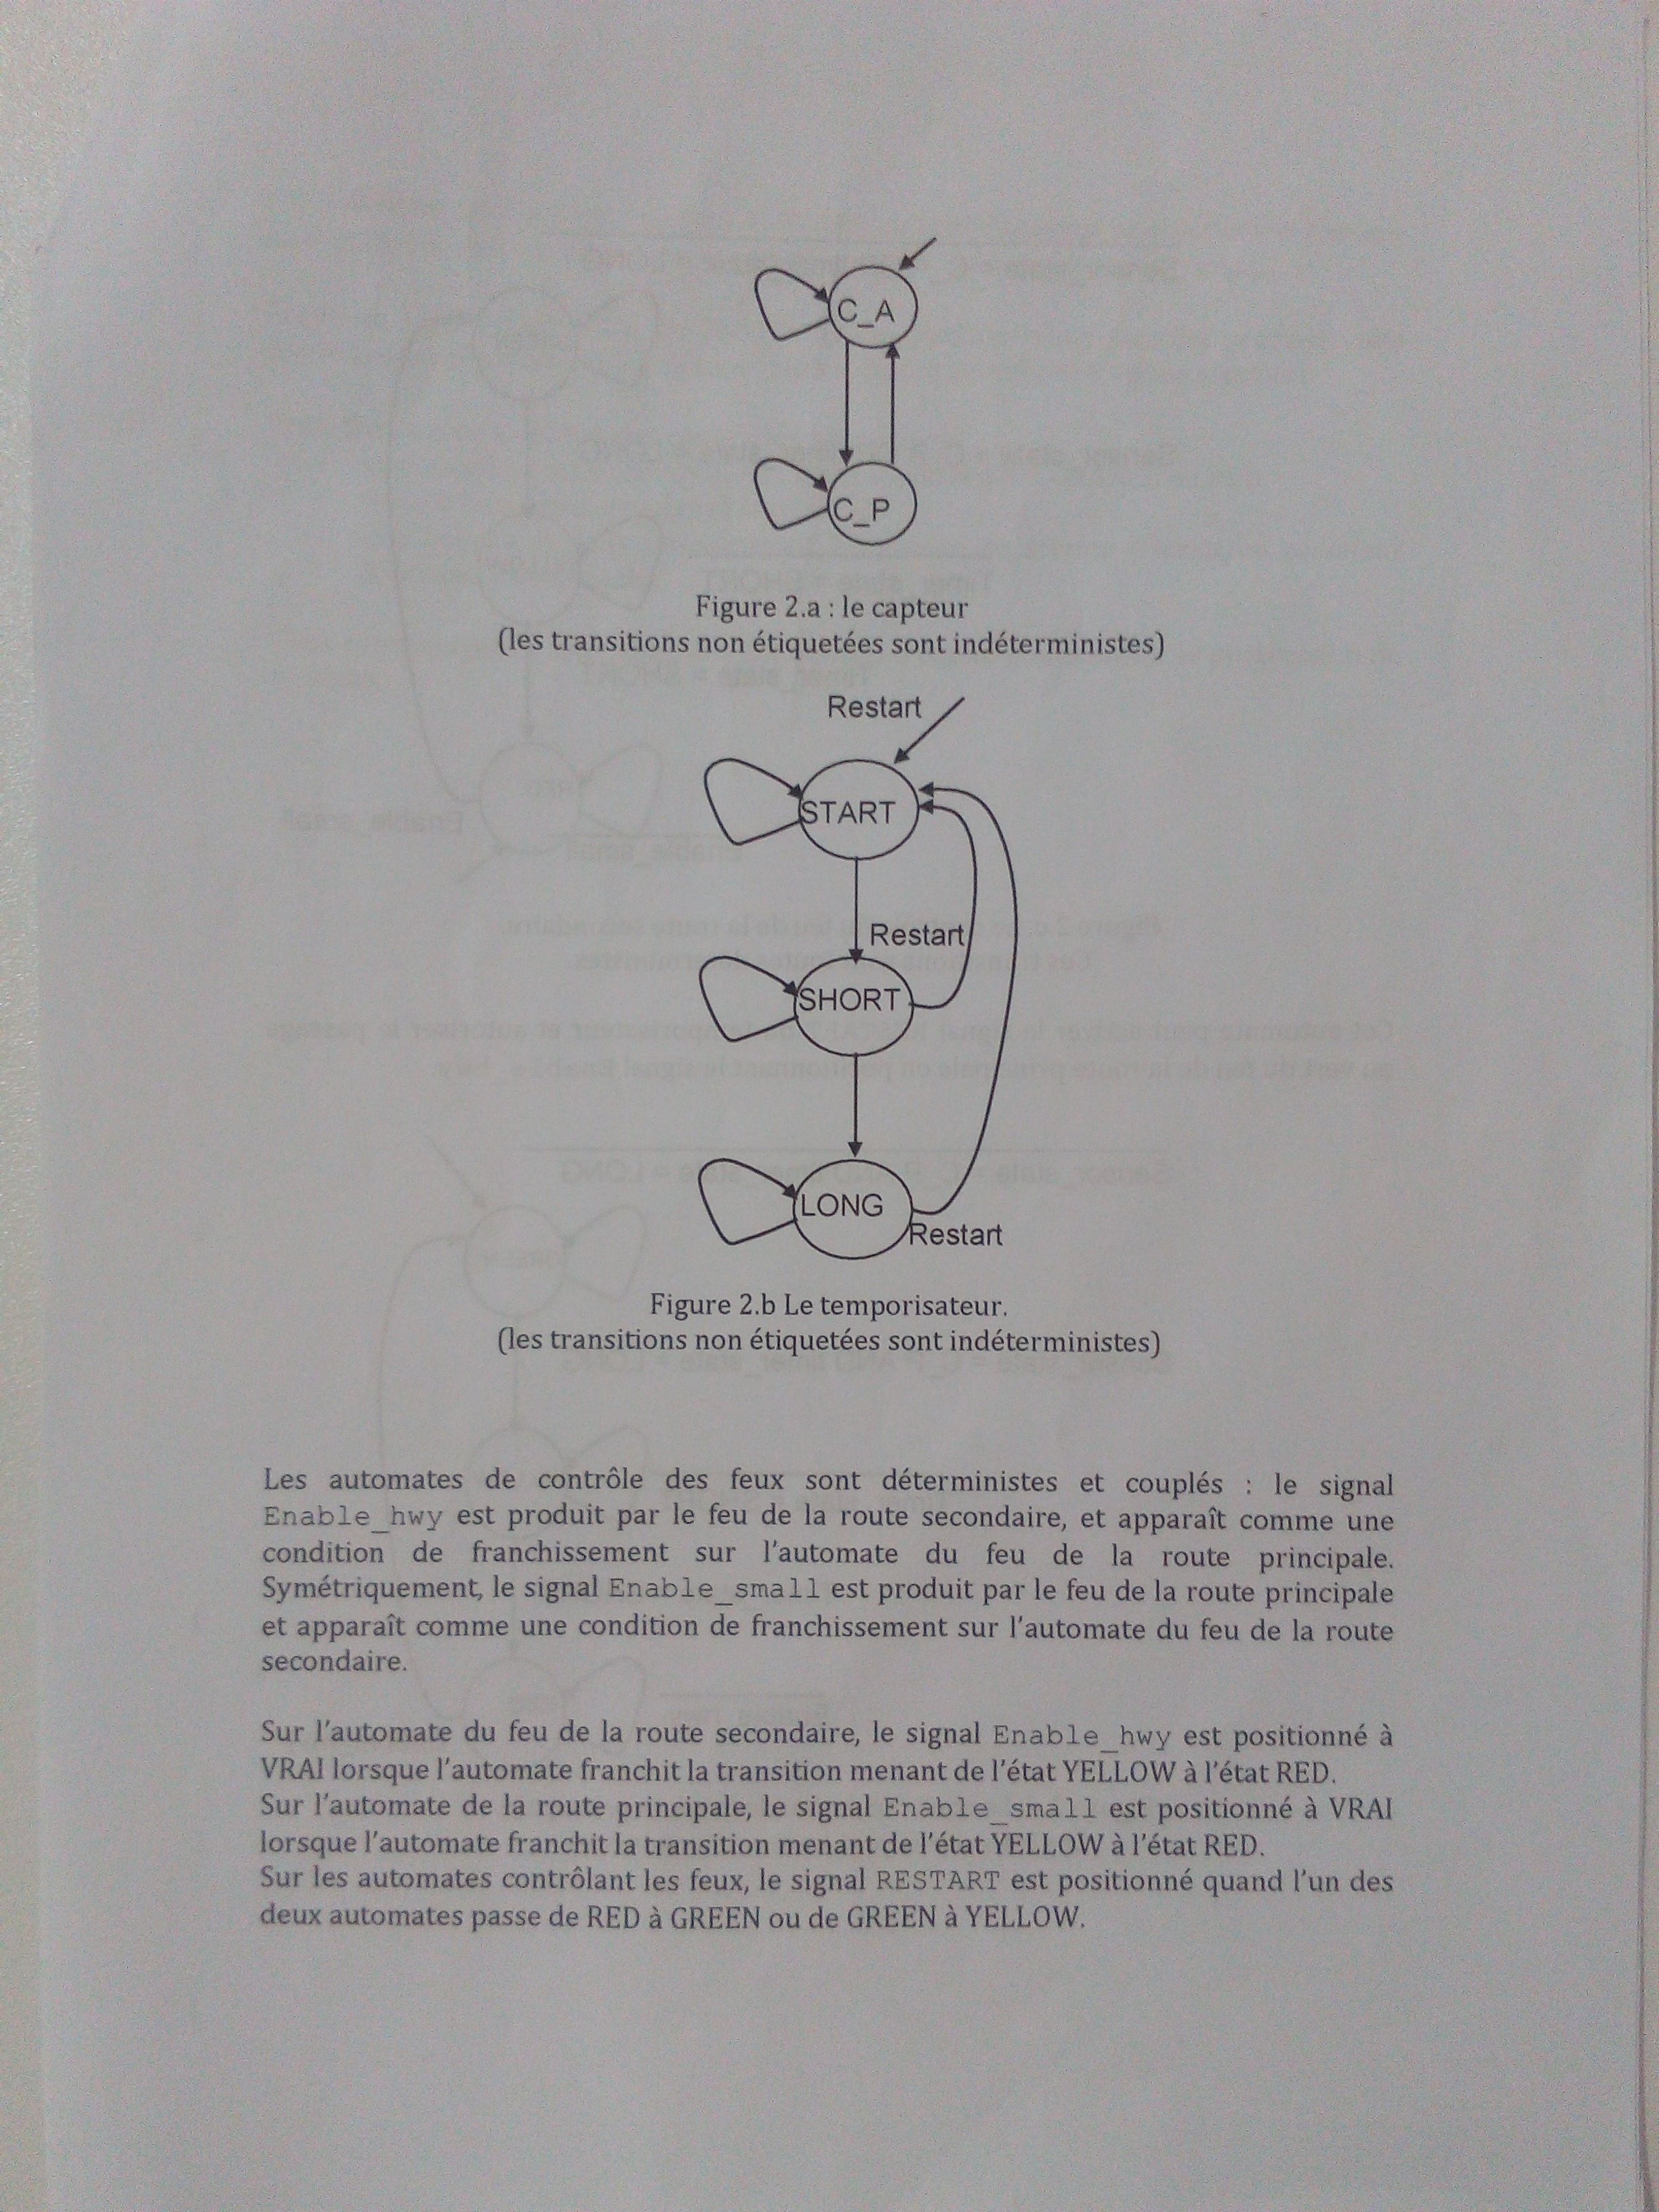 C_A
C_P
Figure 2.a : le capteur
(les transitions non étiquetées sont indéterministes)
Restart
START
Restart
SHORT
LONG
Restart
Figure 2.b Le temporisateur.
(les transitions non étiquetées sont indéterministes)
Les automates de contrôle des feux sont déterministes et couplés : le signal
Enable_hwy est produit par le feu de la route secondaire, et apparaît comme une
condition de franchissement sur l'automate du feu de la route principale.
Symétriquement, le signal Enable_small est produit par le feu de la route principale
et apparaît comme une condition de franchissement sur l'automate du feu de la route
secondaire.
Sur l'automate du feu de la route secondaire, le signal Enable_hwy est positionné à
VRAI lorsque l'automate franchit la transition menant de l'état YELLOW à l'état RED.
Sur l'automate de la route principale, le signal Enable_small est positionné à VRAI
lorsque l'automate franchit la transition menant de l'état YELLOW à l'état RED.
Sur les automates contrôlant les feux, le signal RESTART est positionné quand l'un des
deux automates passe de RED à GREEN ou de GREEN à YELLOW.